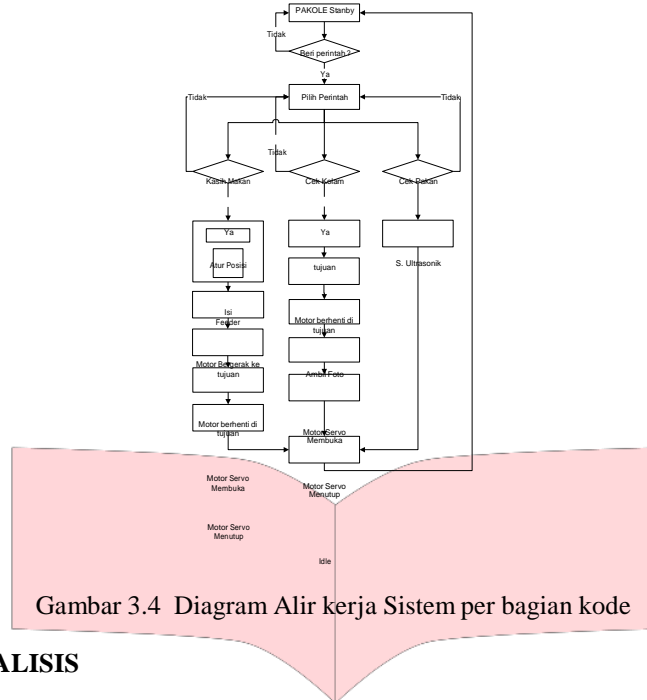 PAKOLE Stanby
Tidak
Beri perintah ?
Ya
Pilih Perintah
Tidak
Tidak
Tidak
Kasih Makan
Cek Kolam
Cek Pakan
Ya
Ya
Atur Posisi
tujuan
S. Ultrasonik
Isi
Feeder
Motor berhenti di
tujuan
Motor Bergerak ke
tujuan
Ambil Foto
Motor berhenti di
tujuan
Motor Servo
Membuka
Motor Servo
Membuka
Motor Servo
Menutup
Motor Servo
Menutup
Idle
Gambar 3.4 Diagram Alir kerja Sistem per bagian kode
ALISIS